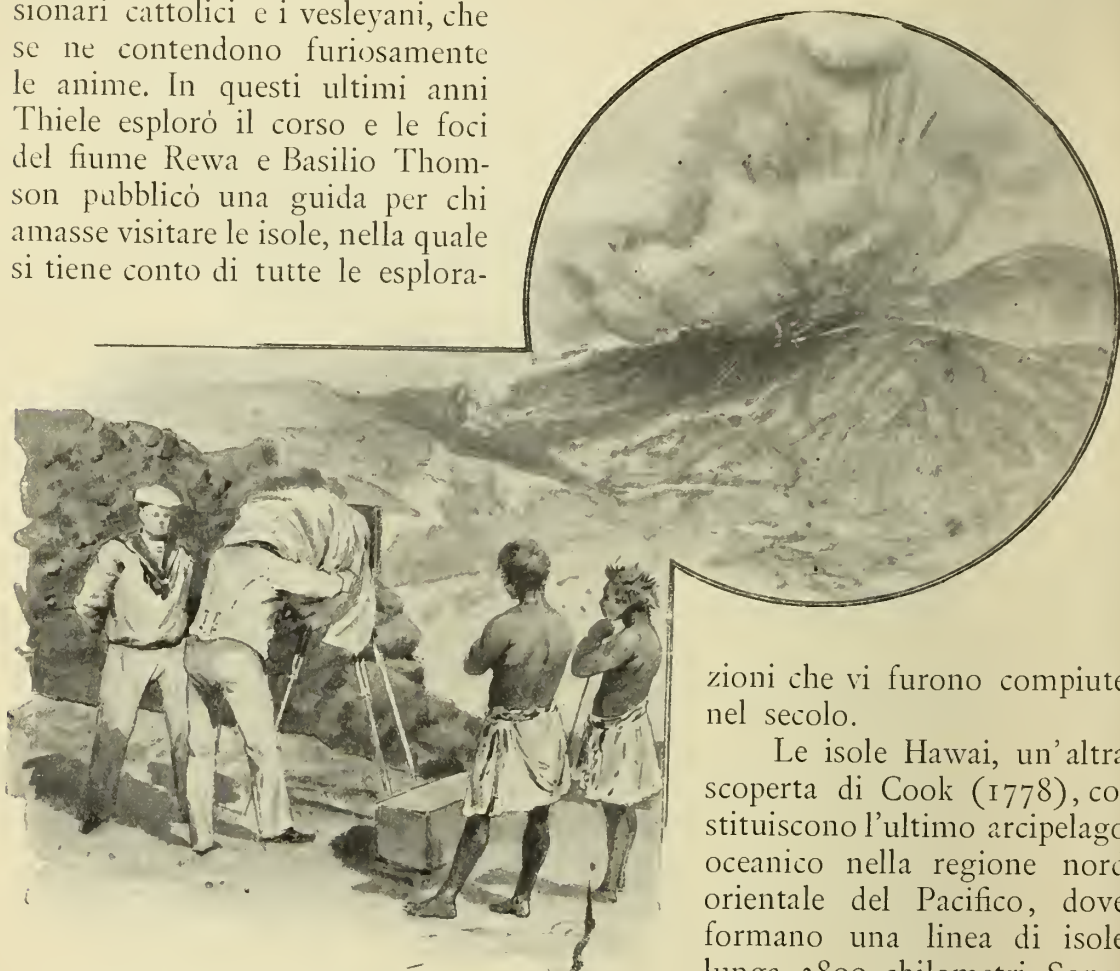 sionari cattolici e i vesleyani, che
se ne contendono furiosamente
le anime. In questi ultimi anni
Thiele esplorò il corso e le foci
del fiume Rewa e Basilio Thom-
son pubblicò una guida per chi
amasse visitare le isole, nella quale
si tiene conto di tutte le esplora-
zioni che vi furono compiute
nel secolo.
Le isole Hawai, un'altra
scoperta di Cook (1778), co
stituiscono l'ultimo arcipelago
oceanico nella regione nord
orientale del Pacifico, dove
formano una linea di isole
lunga chilometri